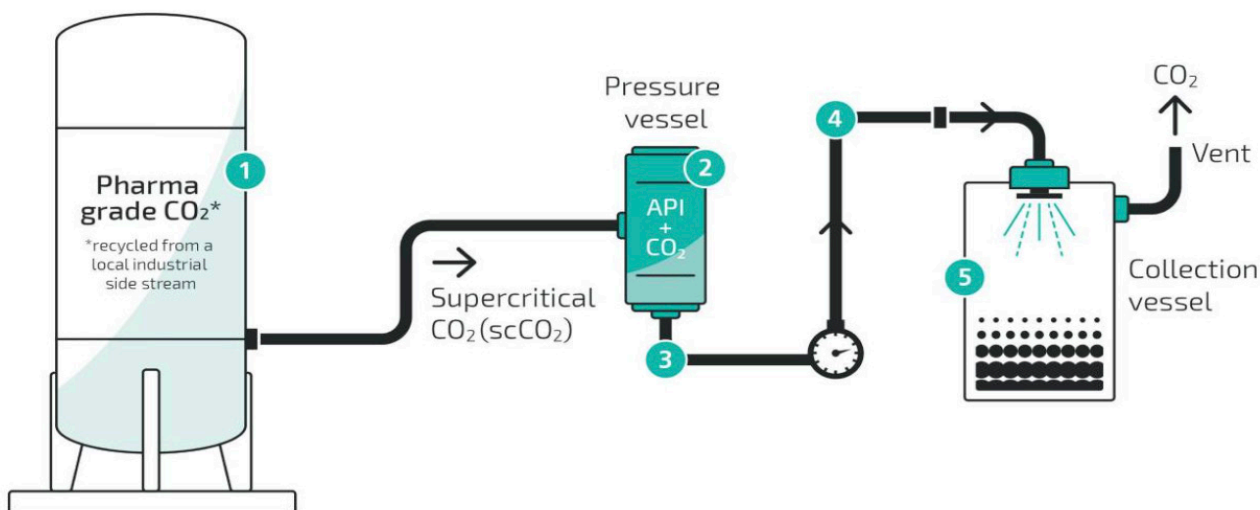 1
Pharma
grade CO₂*
*recycled from a
local industrial
side stream
Supercritical
CO₂ (scCO₂)
Pressure
vessel
2
API
+
CO₂
3
4
CO₂
Vent
5
Collection
vessel